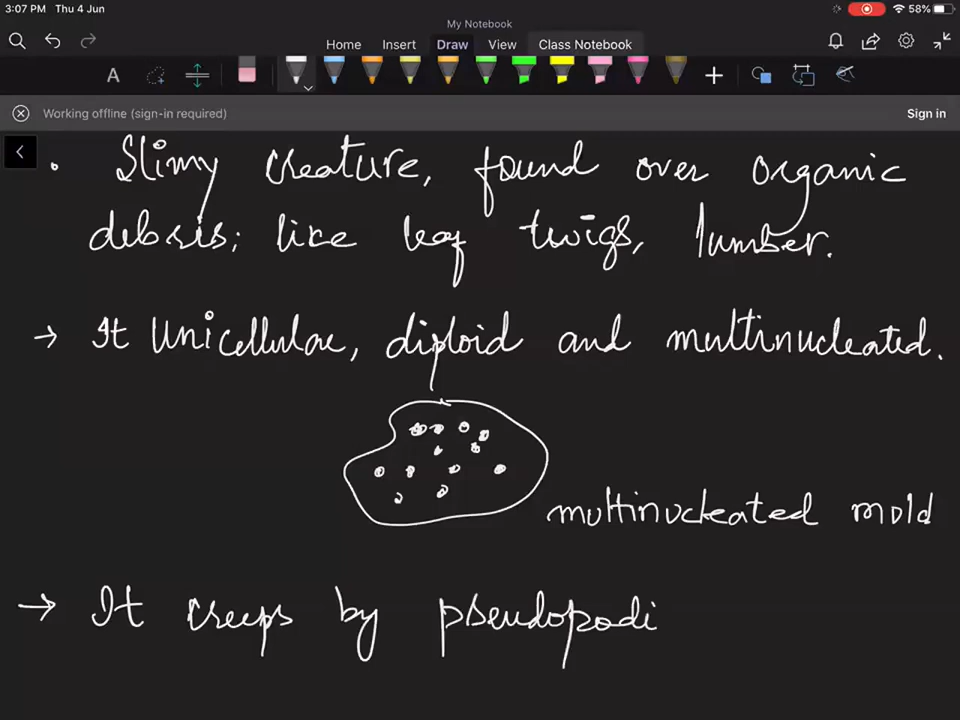 3:07 PM Thu 4 Jun
58%
My Notebook
Home Insert Draw View Class Notebook
A
Working offline (sign-in required) Sign in
. Slimy creature, found over organic
debris; like leaf twigs, lumber.
→ It Unicellular, diploid and multinucleated.
multinucleated mold
→ It creeps by pseudopodi